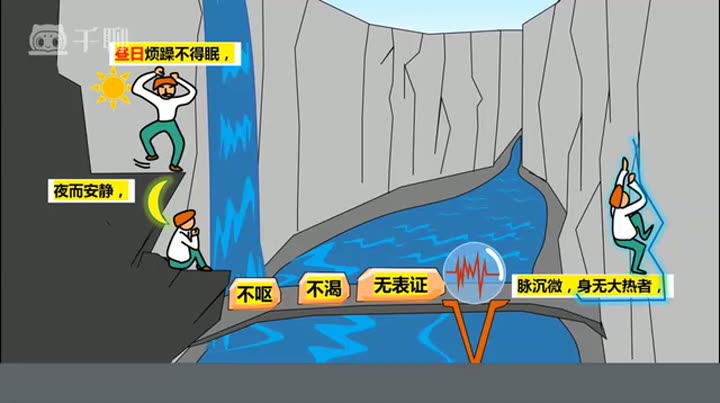 千聊
昼日烦躁不得眠，
夜而安静，
不呕
不渴
无表证
脉沉微，身无大热者，